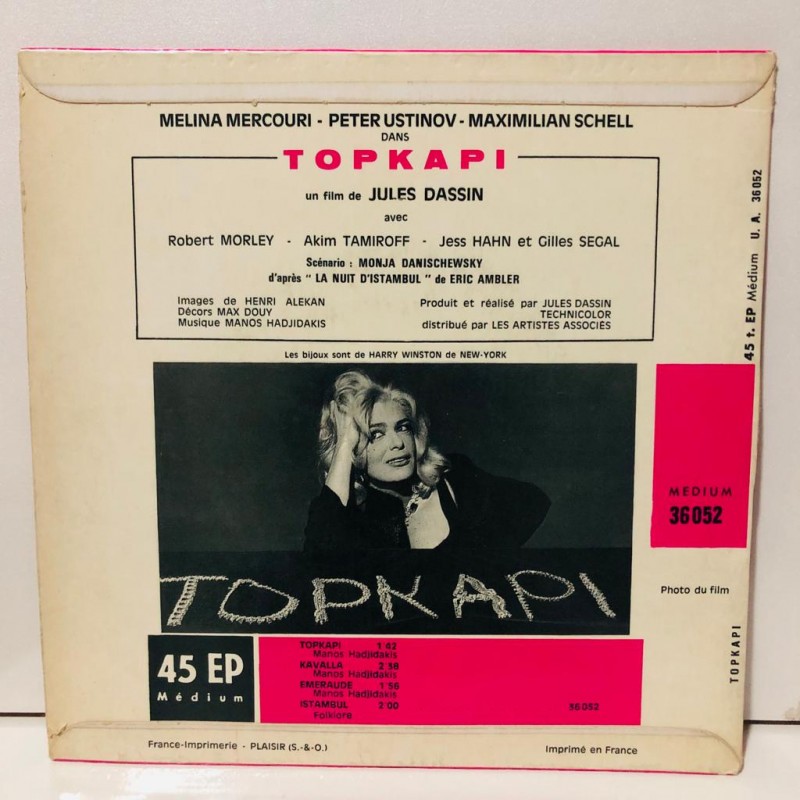 MELINA MERCOURI - PETER USTINOV - MAXIMILIAN SCHELL
DANS
TOPKAPI
un film de JULES DASSIN
avec
Robert MORLEY - Akim TAMIROFF - Jess HAHN et Gilles SEGAL
Scénario : MONJA DANISCHEWSKY
d'après " LA NUIT D'ISTAMBUL " de ERIC AMBLER
Images de HENRI ALEKAN
Décors MAX DOUY
Musique MANOS HADJIDAKIS
Produit et réalisé par JULES DASSIN
TECHNICOLOR
distribué par LES ARTISTES ASSOCIES
Les bijoux sont de HARRY WINSTON de NEW-YORK
TOPKAPI
45 EP
Médium
TOPKAPI 1'42
Manos Hadjidakis
KAVALLA 2'38
Manos Hadjidakis
EMERAUDE 1'56
Manos Hadjidakis
ISTAMBUL 2'00
Folklore
36052
France-Imprimerie - PLAISIR (S.-&-O.)
Imprimé en France
45 t. EP Médium U. A. 36052
MEDIUM
36052
Photo du film
TOPKAPI